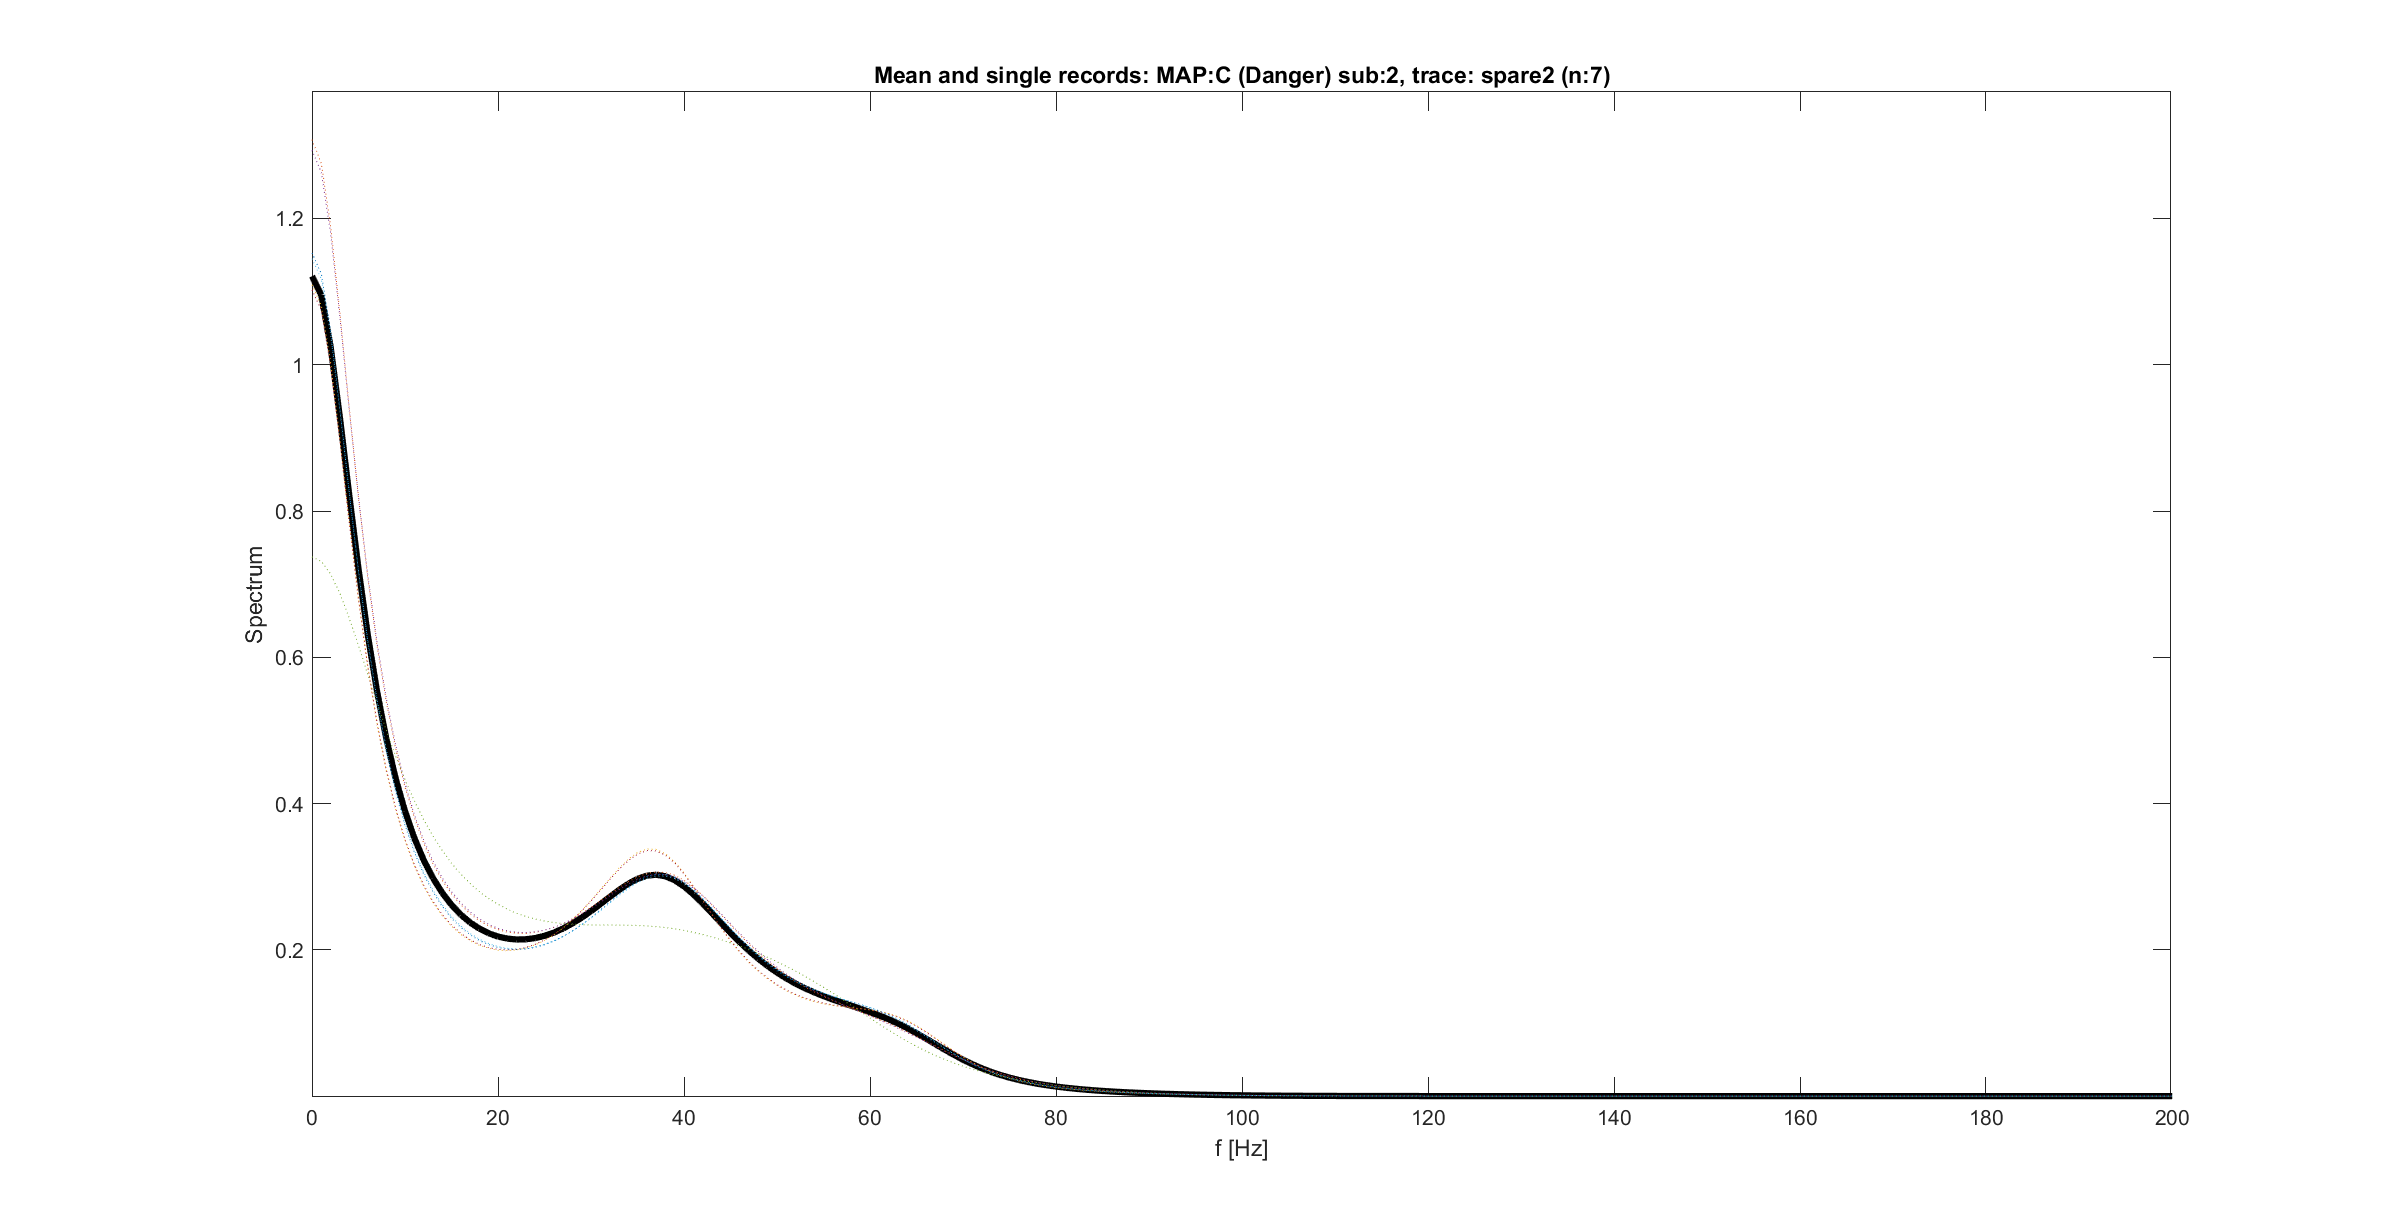 Mean and single records: MAP:C (Danger) sub:2, trace: spare2 (n:7)
1.2
1
0.8
0.6
0.4
0.2
Spectrum
0 20 40 60 80 100 120 140 160 180 200
f [Hz]